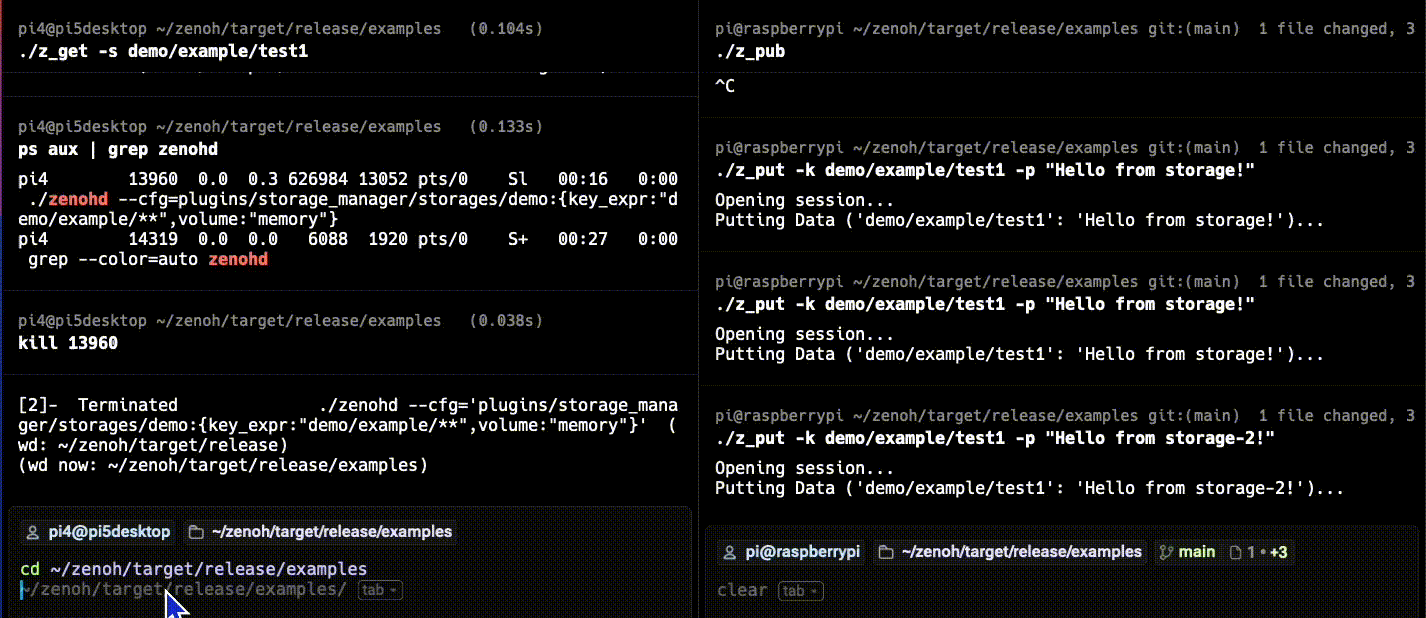 pi4@pi5desktop ~/zenoh/target/release/examples (0.104s)
./z_get -s demo/example/test1
pi4@pi5desktop ~/zenoh/target/release/examples (0.133s)
ps aux | grep zenohd
pi4 13960 0.0 0.3 626984 13052 pts/0 Sl 00:16 0:00
./zenohd --cfg=plugins/storage_manager/storages/demo:{key_expr:"d
emo/example/**",volume:"memory"}
pi4 14319 0.0 0.0 6088 1920 pts/0 S+ 00:27 0:00
grep --color=auto zenohd
pi4@pi5desktop ~/zenoh/target/release/examples (0.038s)
kill 13960
[2]- Terminated ./zenohd --cfg='plugins/storage_mana
ger/storages/demo:{key_expr:"demo/example/**",volume:"memory"}' (
wd: ~/zenoh/target/release)
(wd now: ~/zenoh/target/release/examples)
pi4@pi5desktop ~/zenoh/target/release/examples
cd ~/zenoh/target/release/examples
~/zenoh/target/release/examples/ tab
pi@raspberrypi ~/zenoh/target/release/examples git:(main) 1 file changed, 3
./z_pub
^C
pi@raspberrypi ~/zenoh/target/release/examples git:(main) 1 file changed, 3
./z_put -k demo/example/test1 -p "Hello from storage!"
Opening session...
Putting Data ('demo/example/test1': 'Hello from storage!')...
pi@raspberrypi ~/zenoh/target/release/examples git:(main) 1 file changed, 3
./z_put -k demo/example/test1 -p "Hello from storage!"
Opening session...
Putting Data ('demo/example/test1': 'Hello from storage!')...
pi@raspberrypi ~/zenoh/target/release/examples git:(main) 1 file changed, 3
./z_put -k demo/example/test1 -p "Hello from storage-2!"
Opening session...
Putting Data ('demo/example/test1': 'Hello from storage-2!')...
pi@raspberrypi ~/zenoh/target/release/examples main 1 • +3
clear tab